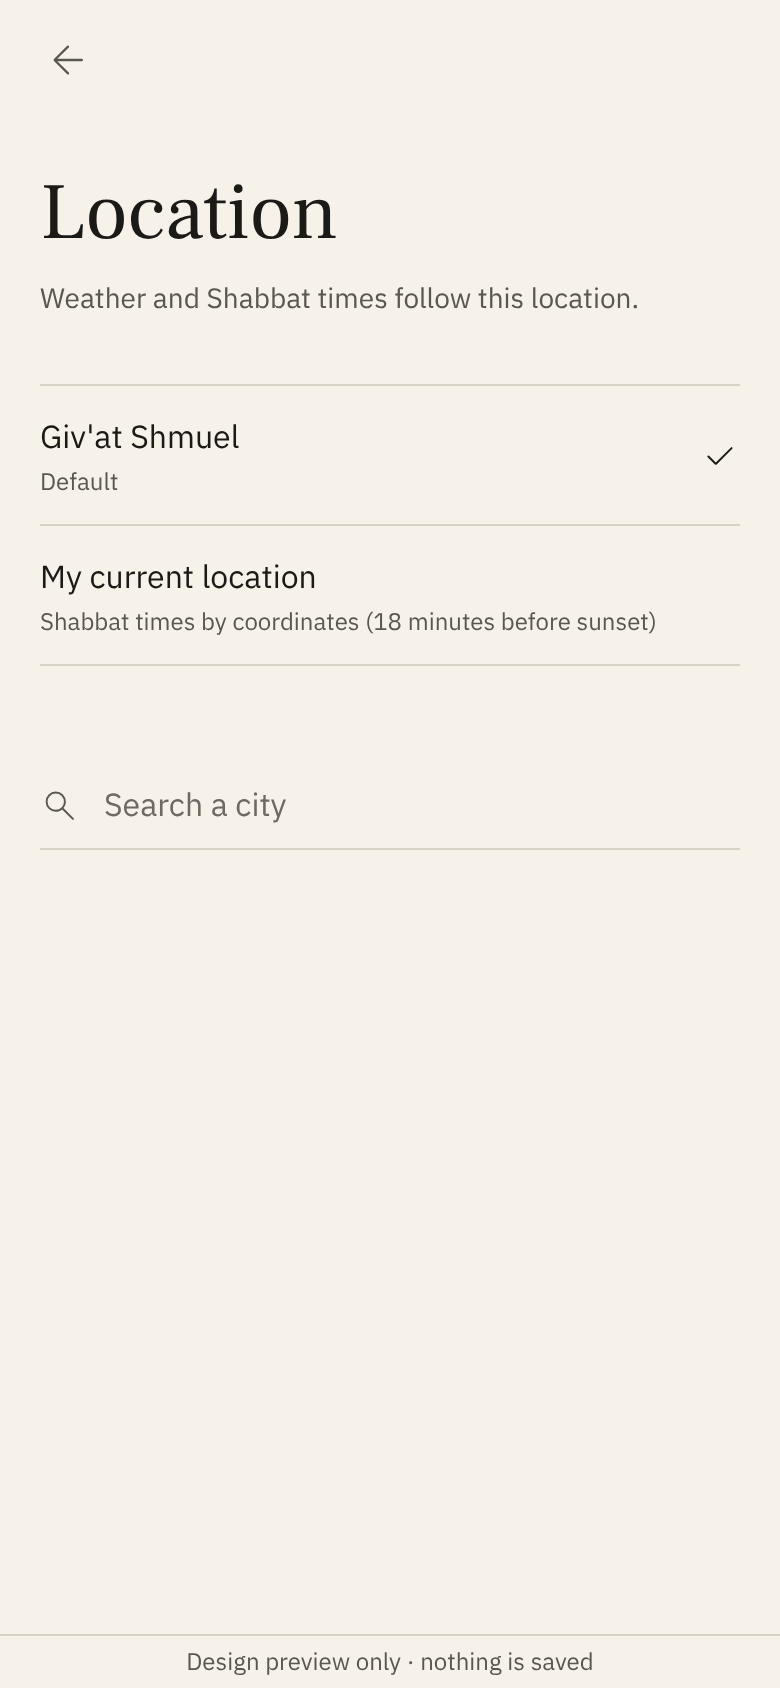 Location
Weather and Shabbat times follow this location.
Giv'at Shmuel
Default
My current location
Shabbat times by coordinates (18 minutes before sunset)
Search a city
Design preview only · nothing is saved